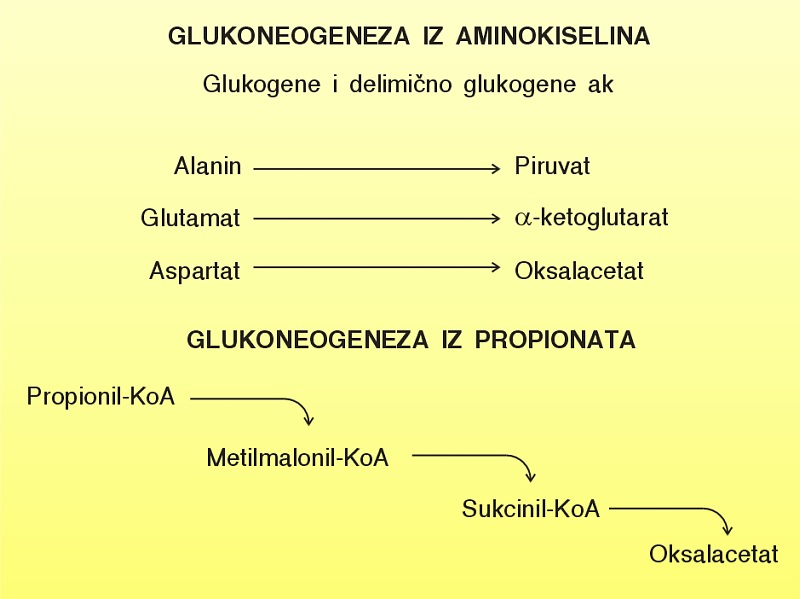 GLUKONEOGENEZA IZ AMINOKISELINA
Glukogene i delimično glukogene ak
Alanin → Piruvat
Glutamat → α-ketoglutarat
Aspartat → Oksalacetat
GLUKONEOGENEZA IZ PROPIONATA
Propionil-KoA
Metilmalonil-KoA
Sukcinil-KoA
Oksalacetat